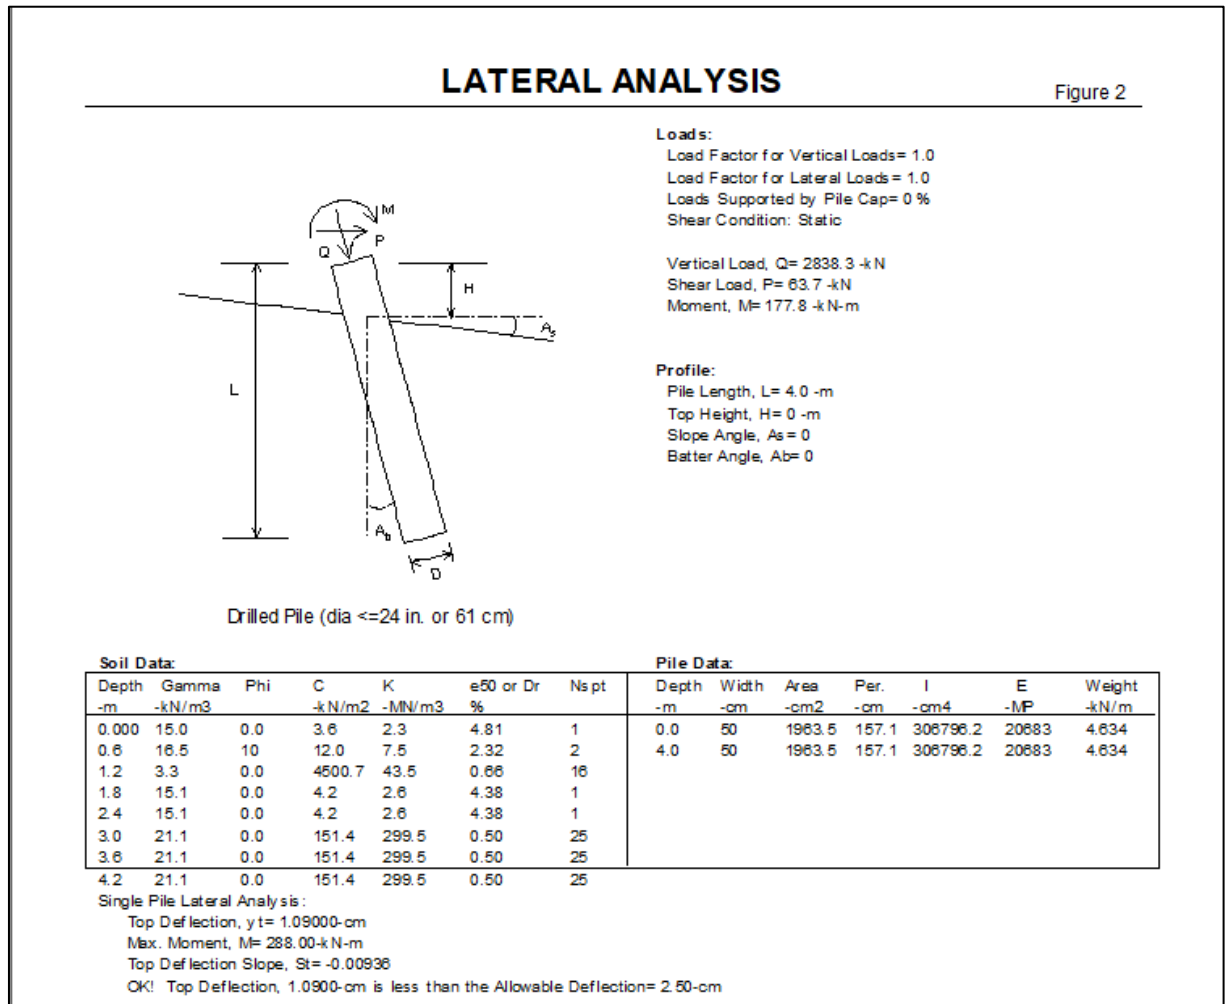 LATERAL ANALYSIS
Figure 2
Loads:
Load Factor for Vertical Loads= 1.0
Load Factor for Lateral Loads= 1.0
Loads Supported by Pile Cap= 0 %
Shear Condition: Static
Vertical Load, Q= 2838.3 -kN
Shear Load, P= 63.7 -kN
Moment, M= 177.8 -kN-m
Profile:
Pile Length, L= 4.0 -m
Top Height, H= 0 -m
Slope Angle, As= 0
Batter Angle, Ab= 0
M
P
Q
H
As
L
Ab
D
Drilled Pile (dia <=24 in. or 61 cm)
Soil Data:
Depth Gamma Phi C K e50 or Dr Nspt
-m -kN/m3 -kN/m2 -MN/m3 %
0.000 15.0 0.0 3.6 2.3 4.81 1
0.6 16.5 10 12.0 7.5 2.32 2
1.2 3.3 0.0 4500.7 43.5 0.66 16
1.8 15.1 0.0 4.2 2.6 4.38 1
2.4 15.1 0.0 4.2 2.6 4.38 1
3.0 21.1 0.0 151.4 299.5 0.50 25
3.6 21.1 0.0 151.4 299.5 0.50 25
4.2 21.1 0.0 151.4 299.5 0.50 25
Pile Data:
Depth Width Area Per. I E Weight
-m -cm -cm2 -cm -cm4 -MP -kN/m
0.0 50 1963.5 157.1 306796.2 20683 4.634
4.0 50 1963.5 157.1 306796.2 20683 4.634
Single Pile Lateral Analysis:
Top Deflection, yt= 1.09000-cm
Max. Moment, M= 288.00-kN-m
Top Deflection Slope, St= -0.00936
OK! Top Deflection, 1.0900-cm is less than the Allowable Deflection= 2.50-cm